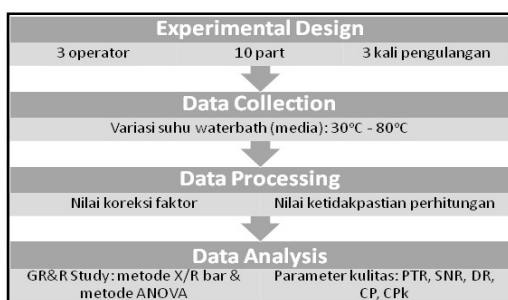 Experimental Design
3 operator 10 part 3 kali pengulangan
Data Collection
Variasi suhu waterbath (media): 30°C - 80°C
Data Processing
Nilai koreksi faktor Nilai ketidakpastian perhitungan
Data Analysis
GR&R Study: metode X/R bar & Parameter kulitas: PTR, SNR, DR,
metode ANOVA CP, CPk